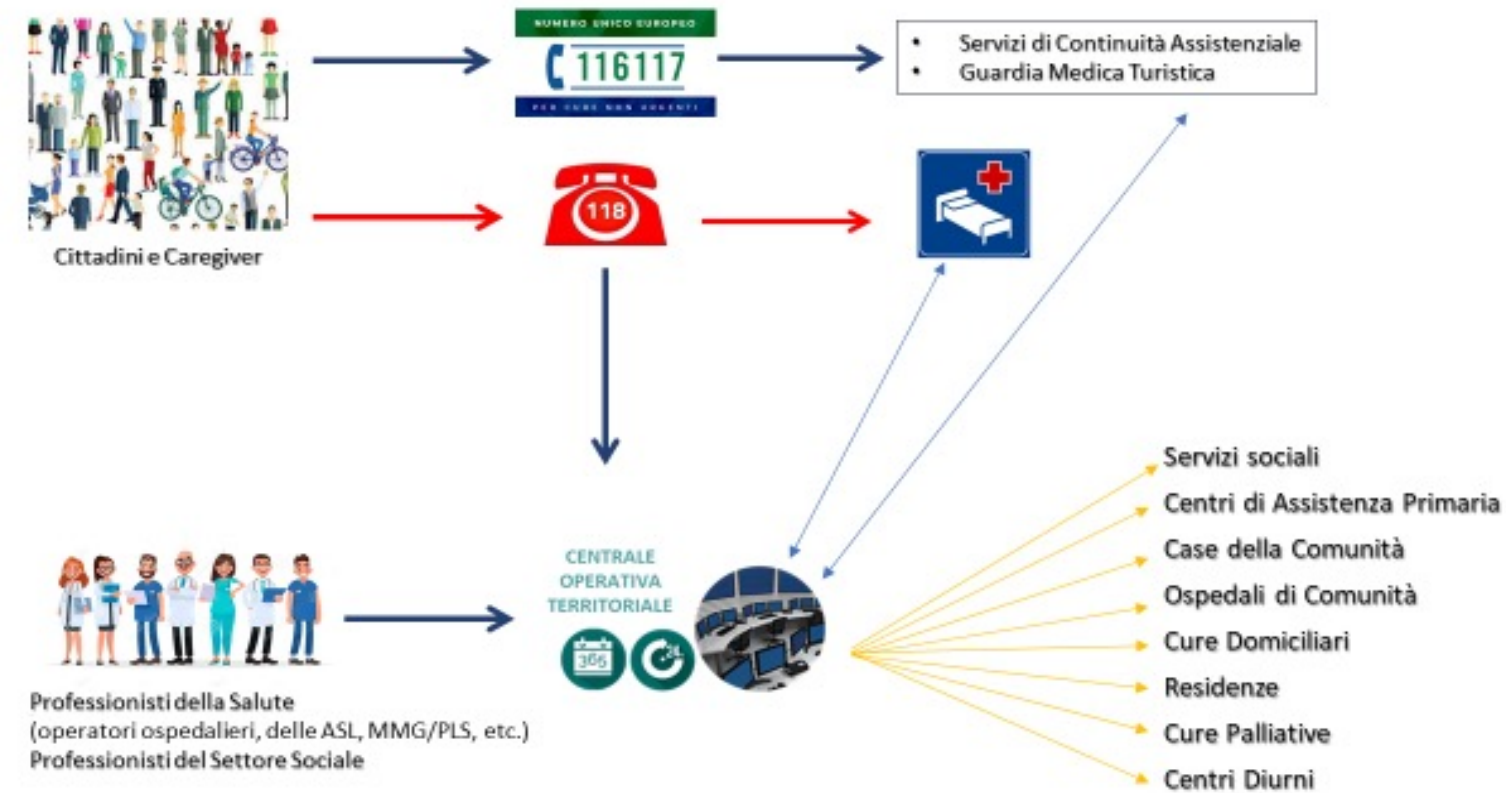 NUMERO UNICO EUROPEO
116117
PER CURE NON URGENTI
• Servizi di Continuità Assistenziale
• Guardia Medica Turistica
118
Cittadini e Caregiver
CENTRALE
OPERATIVA
TERRITORIALE
365
Professionisti della Salute
(operatori ospedalieri, delle ASL, MMG/PLS, etc.)
Professionisti del Settore Sociale
Servizi sociali
Centri di Assistenza Primaria
Case della Comunità
Ospedali di Comunità
Cure Domiciliari
Residenze
Cure Palliative
Centri Diurni